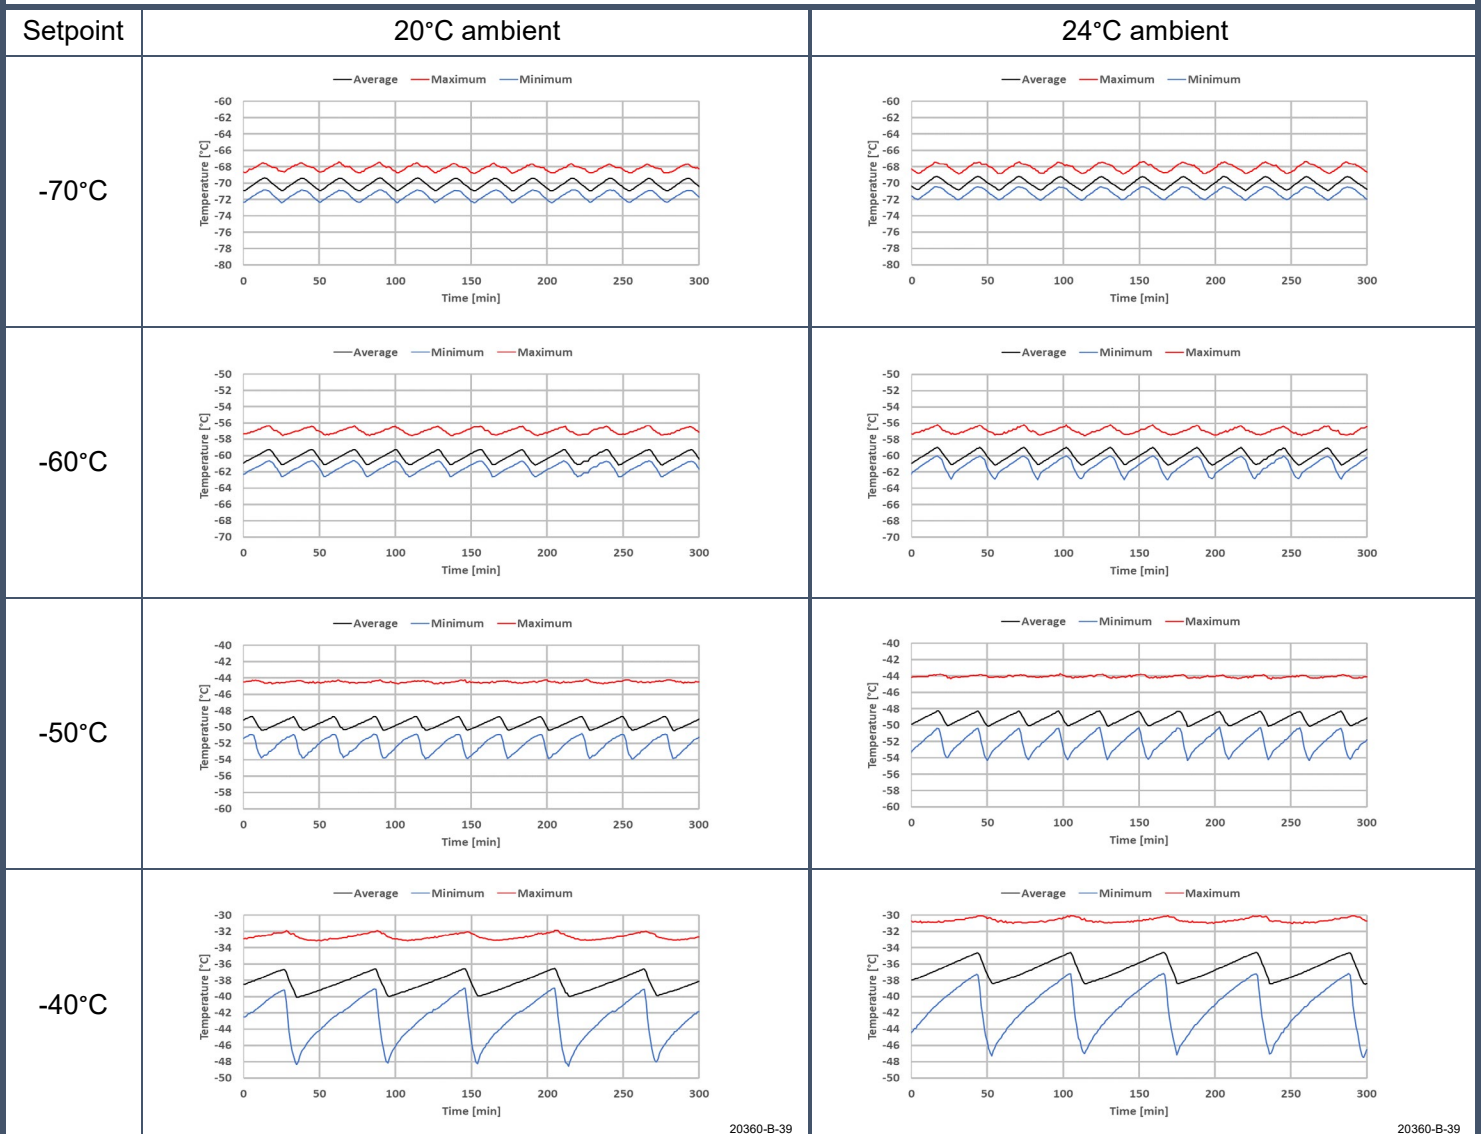 Setpoint 20°C ambient 24°C ambient
-70°C
Average Maximum Minimum
-60
-62
-64
-66
-68
-70
-72
-74
-76
-78
-80
Temperature [°C]
0 50 100 150 200 250 300
Time [min]
Average Maximum Minimum
-60
-62
-64
-66
-68
-70
-72
-74
-76
-78
-80
Temperature [°C]
0 50 100 150 200 250 300
Time [min]
-60°C
Average Minimum Maximum
-50
-52
-54
-56
-58
-60
-62
-64
-66
-68
-70
Temperature [°C]
0 50 100 150 200 250 300
Time [min]
Average Minimum Maximum
-50
-52
-54
-56
-58
-60
-62
-64
-66
-68
-70
Temperature [°C]
0 50 100 150 200 250 300
Time [min]
-50°C
Average Minimum Maximum
-40
-42
-44
-46
-48
-50
-52
-54
-56
-58
-60
Temperature [°C]
0 50 100 150 200 250 300
Time [min]
Average Minimum Maximum
-40
-42
-44
-46
-48
-50
-52
-54
-56
-58
-60
Temperature [°C]
0 50 100 150 200 250 300
Time [min]
-40°C
Average Minimum Maximum
-30
-32
-34
-36
-38
-40
-42
-44
-46
-48
-50
Temperature [°C]
0 50 100 150 200 250 300
Time [min]
20360-B-39
Average Minimum Maximum
-30
-32
-34
-36
-38
-40
-42
-44
-46
-48
-50
Temperature [°C]
0 50 100 150 200 250 300
Time [min]
20360-B-39